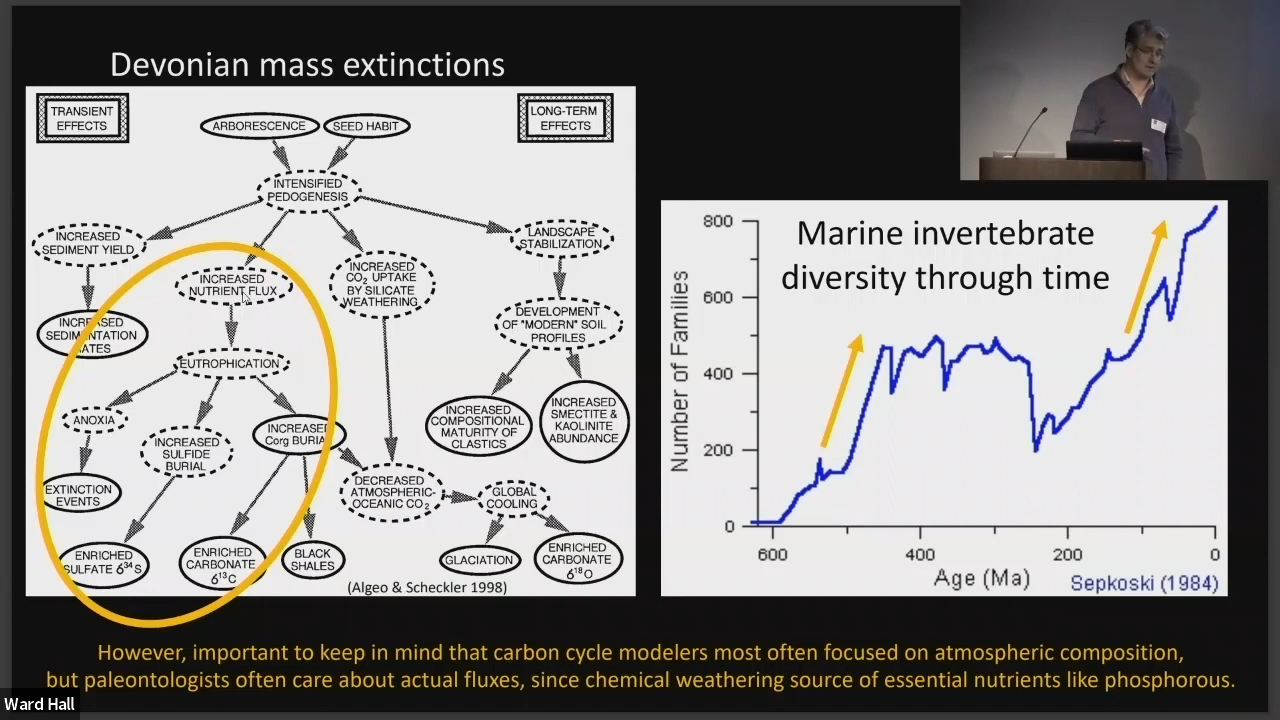 Devonian mass extinctions
TRANSIENT
EFFECTS
ARBORESCENCE
SEED HABIT
LONG-TERM
EFFECTS
INTENSIFIED
PEDOGENESIS
INCREASED
SEDIMENT YIELD
LANDSCAPE
STABILIZATION
INCREASED
NUTRIENT FLUX
INCREASED
CO2 UPTAKE
BY SILICATE
WEATHERING
INCREASED
SEDIMENTATION
RATES
DEVELOPMENT
OF "MODERN" SOIL
PROFILES
EUTROPHICATION
ANOXIA
INCREASED
SULFIDE
BURIAL
INCREASED
Corg BURIAL
INCREASED
COMPOSITIONAL
MATURITY OF
CLASTICS
INCREASED
SMECTITE &
KAOLINITE
ABUNDANCE
EXTINCTION
EVENTS
DECREASED
ATMOSPHERIC-
OCEANIC CO2
GLOBAL
COOLING
ENRICHED
SULFATE δ34S
ENRICHED
CARBONATE
δ13C
BLACK
SHALES
GLACIATION
ENRICHED
CARBONATE
δ18O
(Algeo & Scheckler 1998)
Marine invertebrate
diversity through time
Number of Families
800
600
400
200
0
600
400
200
0
Age (Ma)
Sepkoski (1984)
However, important to keep in mind that carbon cycle modelers most often focused on atmospheric composition,
but paleontologists often care about actual fluxes, since chemical weathering source of essential nutrients like phosphorous.
Ward Hall